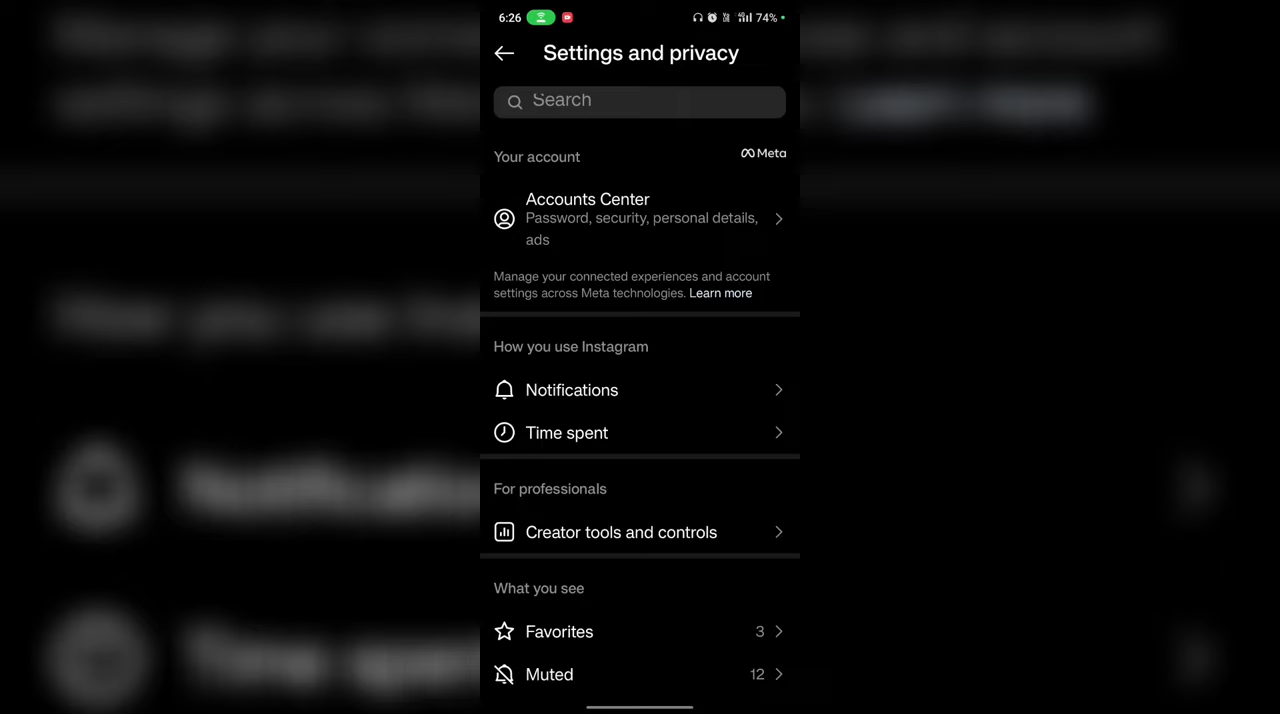 6:26 74%
Settings and privacy
Search
Your account Meta
Accounts Center
Password, security, personal details,
ads
Manage your connected experiences and account
settings across Meta technologies. Learn more
How you use Instagram
Notifications
Time spent
For professionals
Creator tools and controls
What you see
Favorites 3
Muted 12